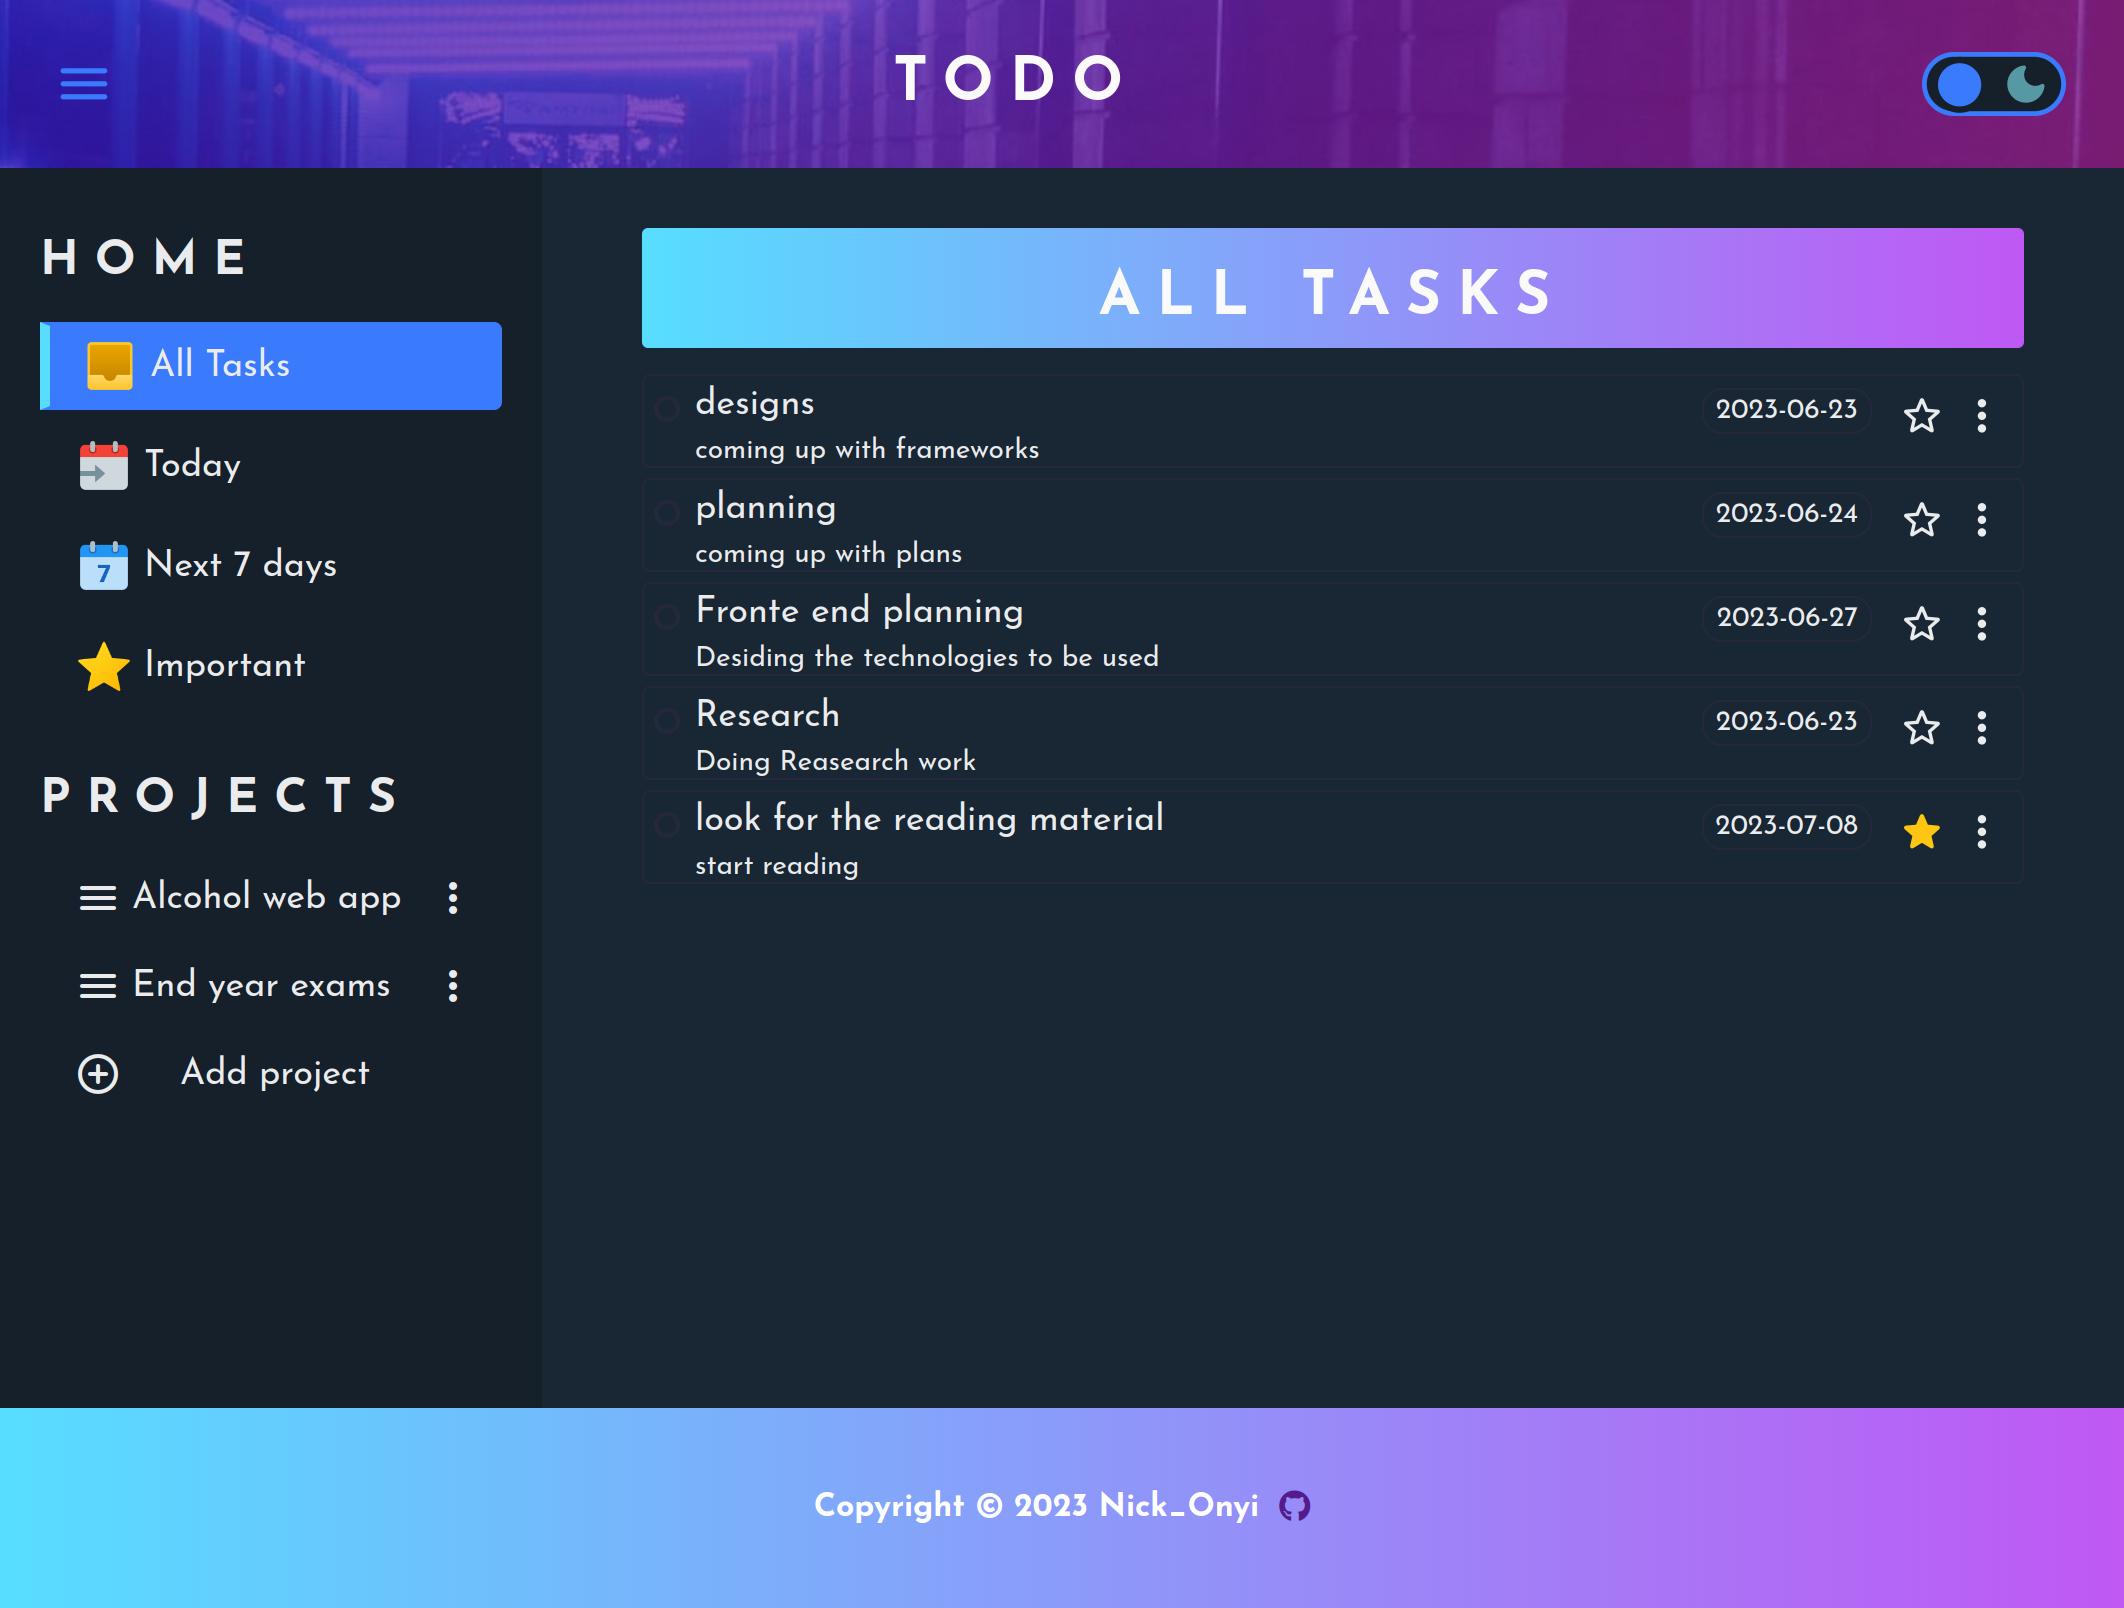 TODO
HOME
All Tasks
Today
7
Next 7 days
Important
PROJECTS
Alcohol web app
End year exams
Add project
ALL TASKS
designs
2023-06-23
coming up with frameworks
planning
2023-06-24
coming up with plans
Fronte end planning
2023-06-27
Desiding the technologies to be used
Research
2023-06-23
Doing Reasearch work
look for the reading material
2023-07-08
start reading
Copyright © 2023 Nick_Onyi